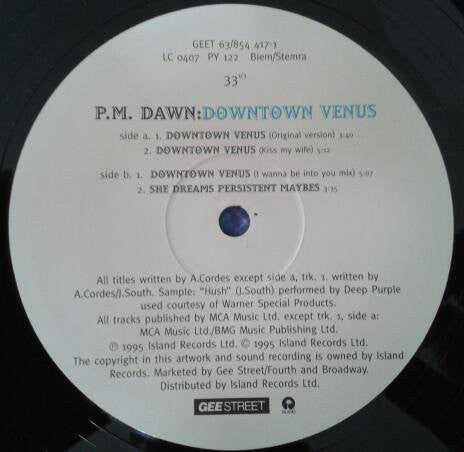 GEET 63/854 417-1
LC 0407 PY 122 Biem/Stemra
33 1/3
P.M. DAWN:DOWNTOWN VENUS
side a. 1. DOWNTOWN VENUS (Original version) 3:40
2. DOWNTOWN VENUS (Kiss my wife) 5:12
side b. 1. DOWNTOWN VENUS (I wanna be into you mix) 5:07
2. SHE DREAMS PERSISTENT MAYBES 3:35
All titles written by A.Cordes except side a, trk. 1. written by
A.Cordes/J.South. Sample: "Hush" (J.South) performed by Deep Purple
used courtesy of Warner Special Products.
All tracks published by MCA Music Ltd. except trk. 1, side a:
MCA Music Ltd./BMG Music Publishing Ltd.
℗ 1995 Island Records Ltd. © 1995 Island Records Ltd.
The copyright in this artwork and sound recording is owned by Island
Records. Marketed by Gee Street/Fourth and Broadway.
Distributed by Island Records Ltd.
GEESTREET
ISLAND